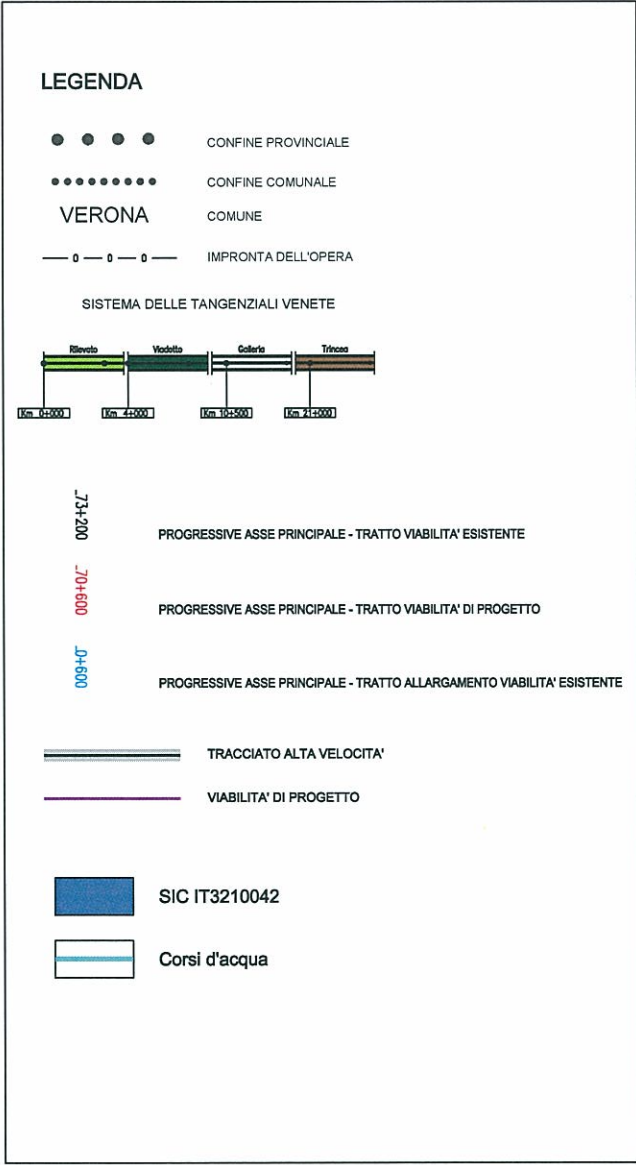 LEGENDA
CONFINE PROVINCIALE
CONFINE COMUNALE
VERONA COMUNE
0 0 0 IMPRONTA DELL'OPERA
SISTEMA DELLE TANGENZIALI VENETE
Rilevato Viadotto Galleria Trincea
Km 0+000 Km 4+000 Km 10+500 Km 21+000
_73+200 PROGRESSIVE ASSE PRINCIPALE - TRATTO VIABILITA' ESISTENTE
_70+600 PROGRESSIVE ASSE PRINCIPALE - TRATTO VIABILITA' DI PROGETTO
_0+600 PROGRESSIVE ASSE PRINCIPALE - TRATTO ALLARGAMENTO VIABILITA' ESISTENTE
TRACCIATO ALTA VELOCITA'
VIABILITA' DI PROGETTO
SIC IT3210042
Corsi d'acqua